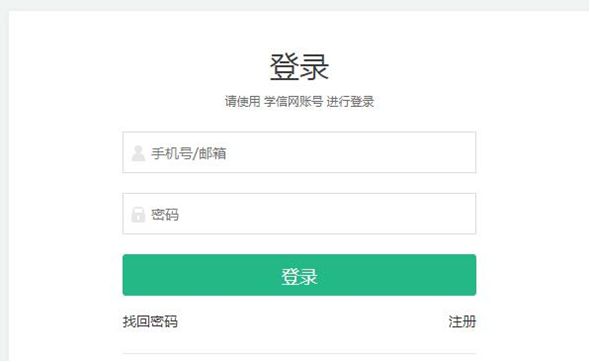 登录
请使用 学信网账号 进行登录
手机号/邮箱
密码
登录
找回密码 注册